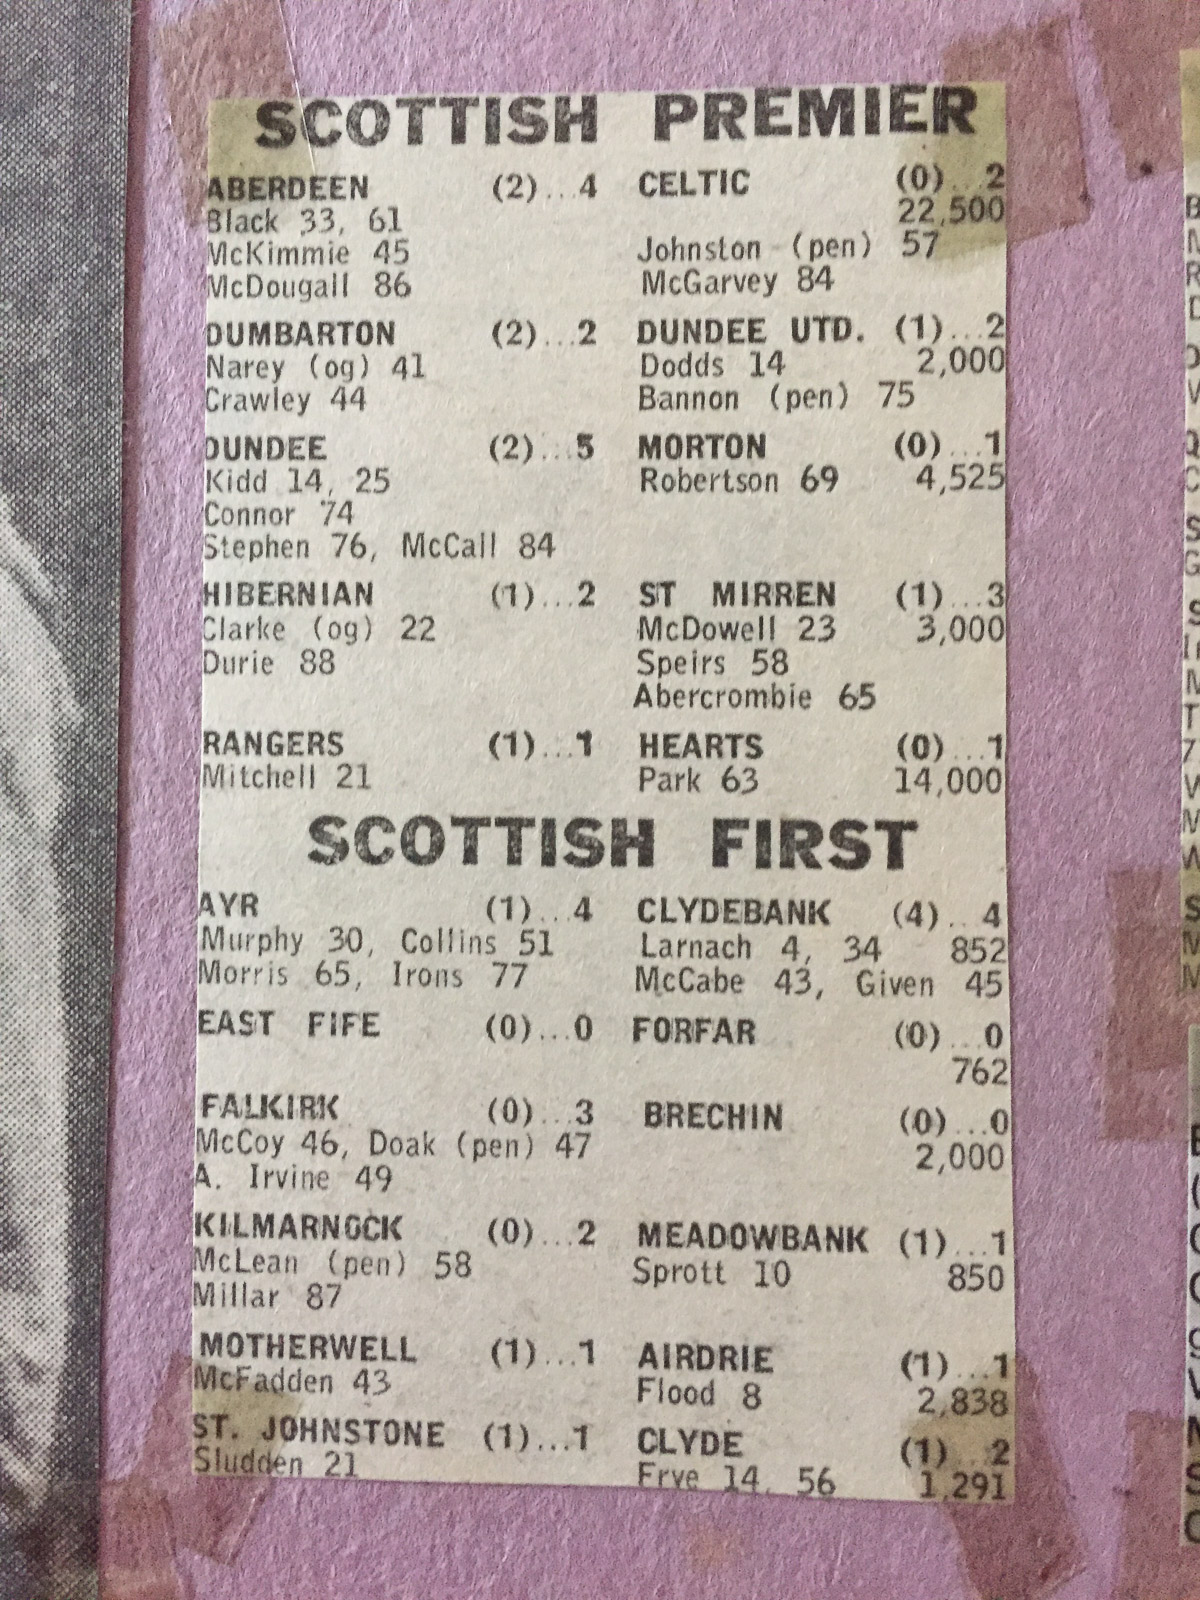 SCOTTISH PREMIER
ABERDEEN (2)...4 CELTIC (0)...2
Black 33, 61 22,500
McKimmie 45 Johnston (pen) 57
McDougall 86 McGarvey 84
DUMBARTON (2)...2 DUNDEE UTD. (1)...2
Narey (og) 41 Dodds 14 2,000
Crawley 44 Bannon (pen) 75
DUNDEE (2)...5 MORTON (0)...1
Kidd 14, 25 Robertson 69 4,525
Connor 74
Stephen 76, McCall 84
HIBERNIAN (1)...2 ST MIRREN (1)...3
Clarke (og) 22 McDowell 23 3,000
Durie 88 Speirs 58
Abercrombie 65
RANGERS (1)...1 HEARTS (0)...1
Mitchell 21 Park 63 14,000
SCOTTISH FIRST
AYR (1)...4 CLYDEBANK (4)...4
Murphy 30, Collins 51 Larnach 4, 34 852
Morris 65, Irons 77 McCabe 43, Given 45
EAST FIFE (0)...0 FORFAR (0)...0
762
FALKIRK (0)...3 BRECHIN (0)...0
McCoy 46, Doak (pen) 47 2,000
A. Irvine 49
KILMARNOCK (0)...2 MEADOWBANK (1)...1
McLean (pen) 58 Sprott 10 850
Millar 87
MOTHERWELL (1)...1 AIRDRIE (1)...1
McFadden 43 Flood 8 2,838
ST. JOHNSTONE (1)...1 CLYDE (1)...2
Sludden 21 Frye 14, 56 1,291